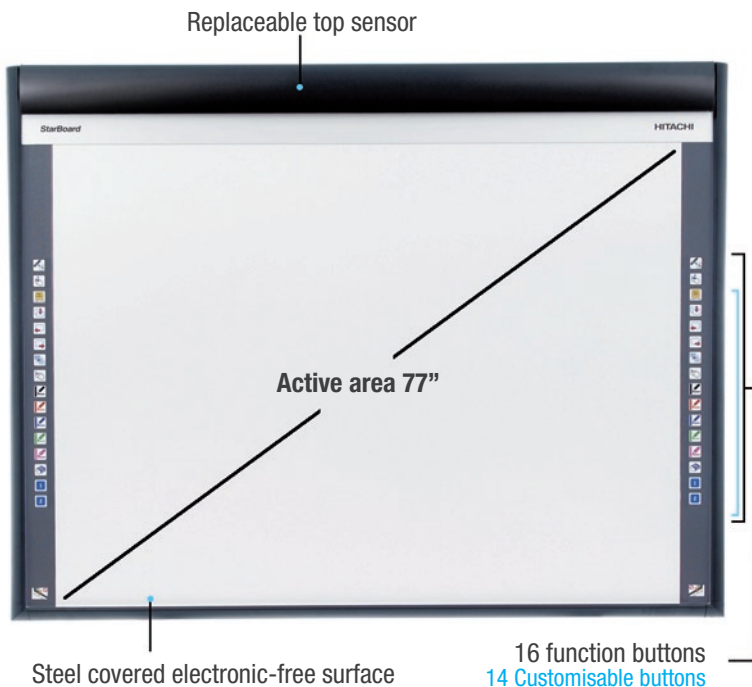 Replaceable top sensor
StarBoard
HITACHI
Active area 77”
Steel covered electronic-free surface
16 function buttons
14 Customisable buttons